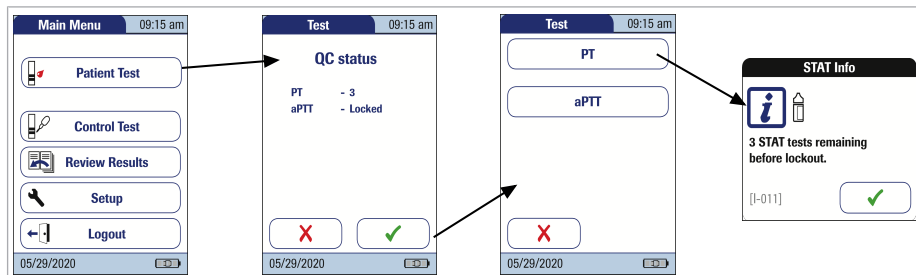 Main Menu 09:15 am
Patient Test
Control Test
Review Results
Setup
Logout
05/29/2020
Test 09:15 am
QC status
PT - 3
aPTT - Locked
05/29/2020
Test 09:15 am
PT
aPTT
05/29/2020
STAT Info
i
3 STAT tests remaining
before lockout.
[I-011]